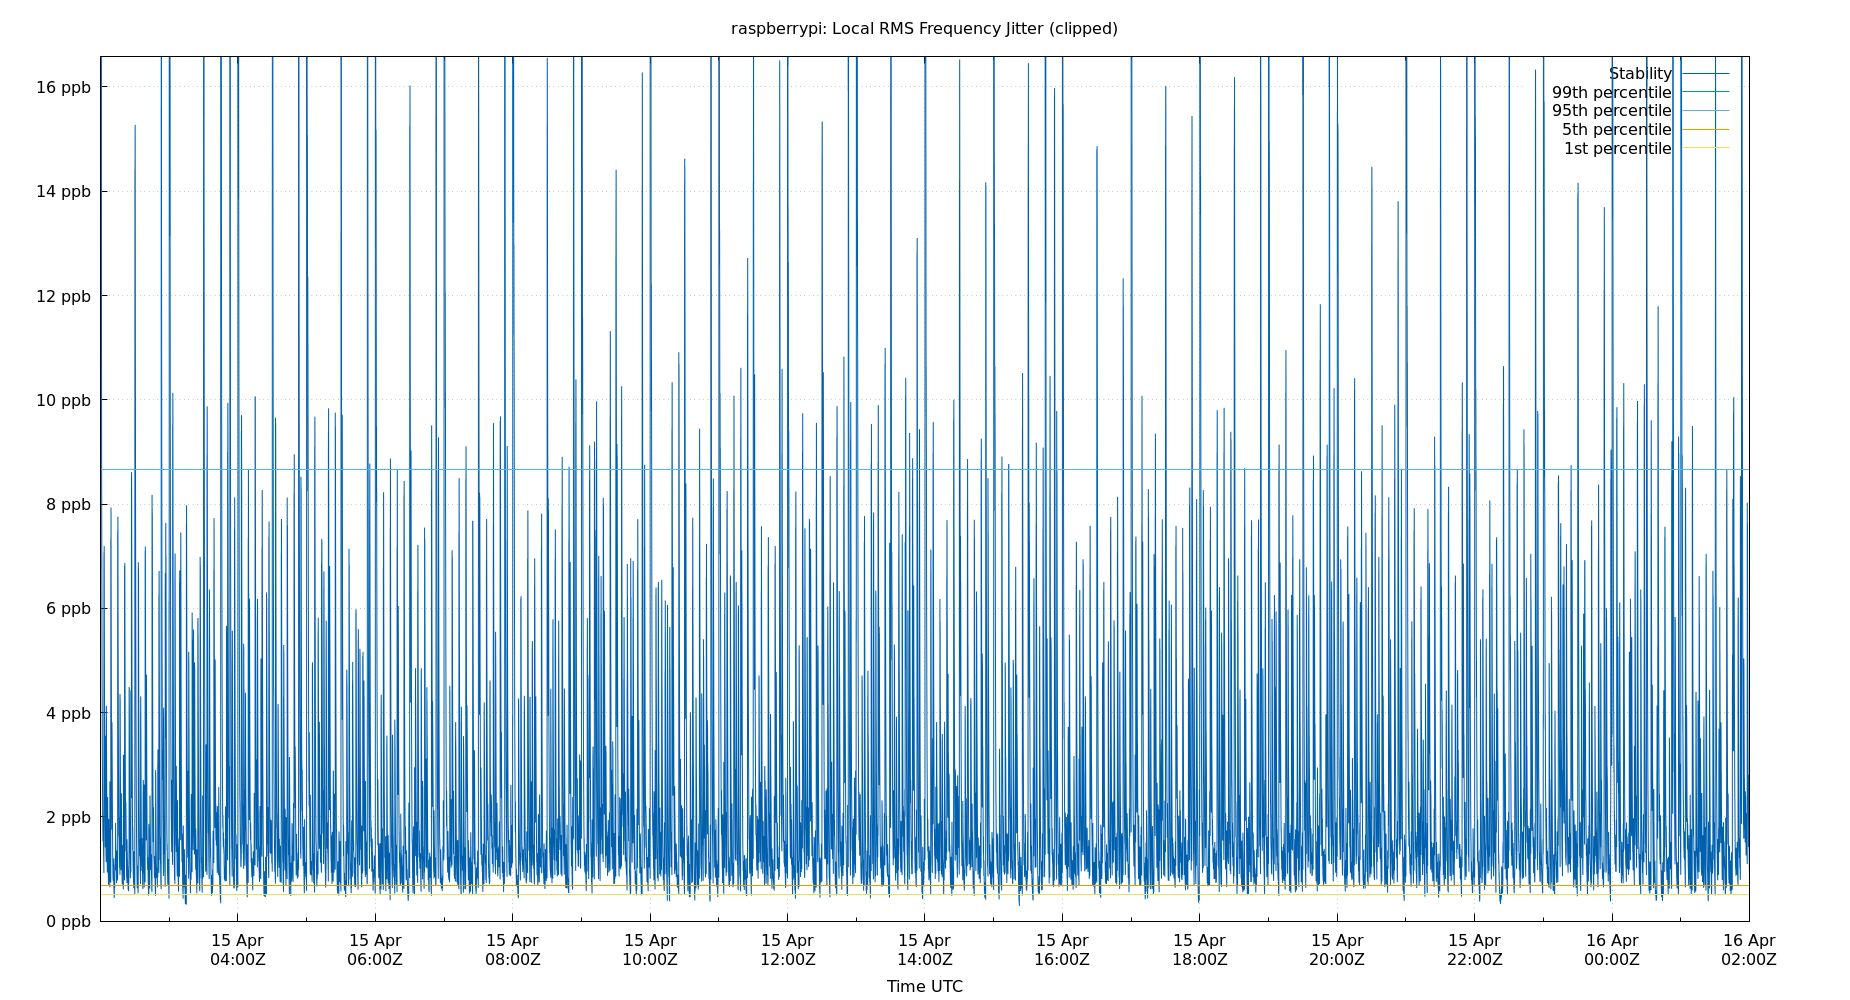 raspberrypi: Local RMS Frequency Jitter (clipped)
16 ppb
14 ppb
12 ppb
10 ppb
8 ppb
6 ppb
4 ppb
2 ppb
0 ppb
Stability
99th percentile
95th percentile
5th percentile
1st percentile
15 Apr 15 Apr 15 Apr 15 Apr 15 Apr 15 Apr 15 Apr 15 Apr 15 Apr 15 Apr 16 Apr 16 Apr
04:00Z 06:00Z 08:00Z 10:00Z 12:00Z 14:00Z 16:00Z 18:00Z 20:00Z 22:00Z 00:00Z 02:00Z
Time UTC